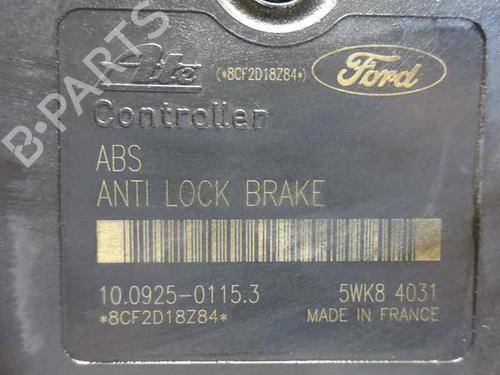 B-PARTS
Ate (*8CF2D18Z84*) Ford
Controller
ABS
ANTI LOCK BRAKE
10.0925-0115.3 5WK8 4031
*8CF2D18Z84* MADE IN FRANCE